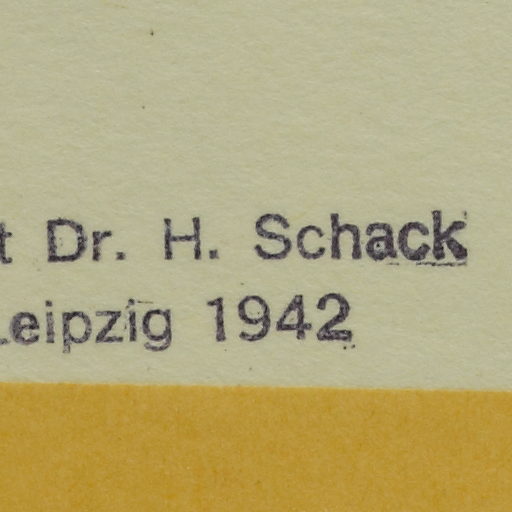 t Dr. H. Schack
Leipzig 1942